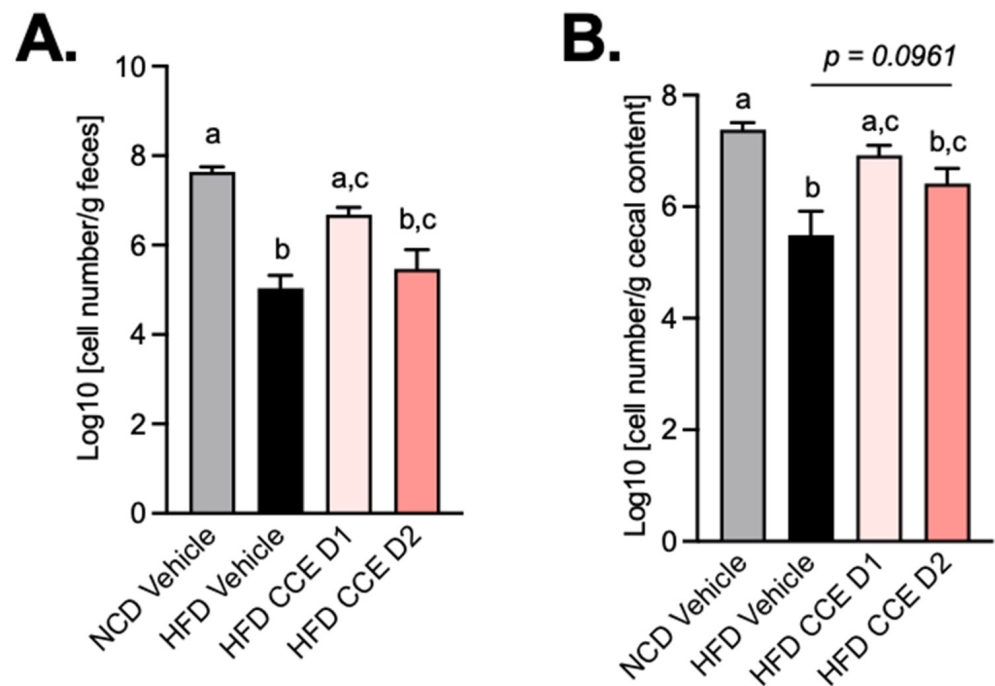 A.
Log10 [cell number/g feces]
10
8
6
4
2
0
a
b
a,c
b,c
NCD Vehicle
HFD Vehicle
HFD CCE D1
HFD CCE D2
B.
p = 0.0961
Log10 [cell number/g cecal content]
8
6
4
2
0
a
b
a,c
b,c
NCD Vehicle
HFD Vehicle
HFD CCE D1
HFD CCE D2